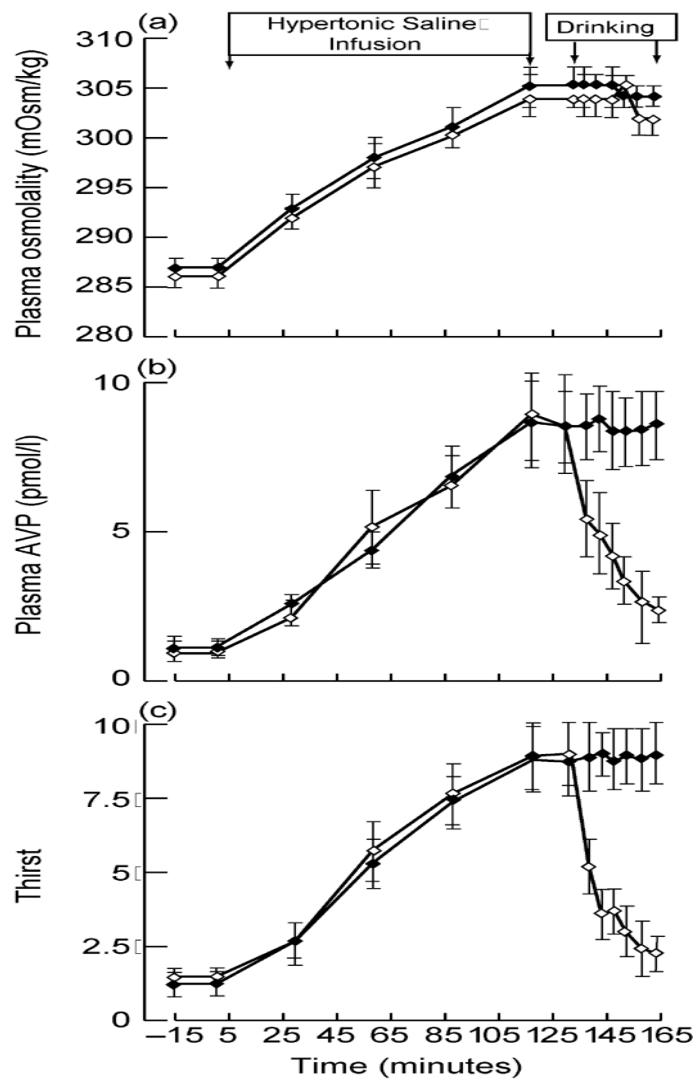 (a)
Hypertonic Saline
Infusion
Drinking
310
305
300
295
290
285
280
Plasma osmolality (mOsm/kg)
(b)
10
5
0
Plasma AVP (pmol/l)
(c)
10
7.5
5
2.5
0
Thirst
–15 5 25 45 65 85 105 125 145 165
Time (minutes)